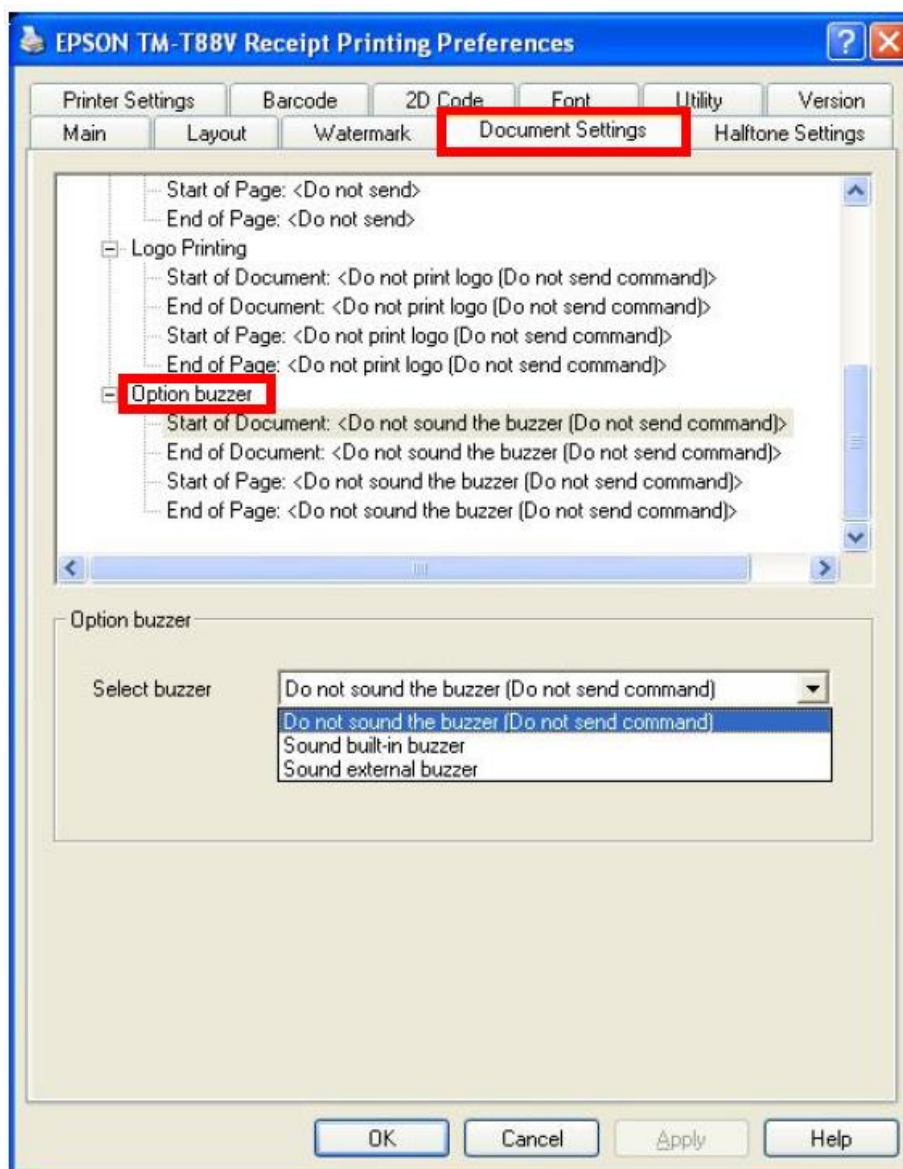 EPSON TM-T88V Receipt Printing Preferences
Printer Settings Barcode 2D Code Font Utility Version
Main Layout Watermark Document Settings Halftone Settings
Start of Page: <Do not send>
End of Page: <Do not send>
Logo Printing
Start of Document: <Do not print logo (Do not send command)>
End of Document: <Do not print logo (Do not send command)>
Start of Page: <Do not print logo (Do not send command)>
End of Page: <Do not print logo (Do not send command)>
Option buzzer
Start of Document: <Do not sound the buzzer (Do not send command)>
End of Document: <Do not sound the buzzer (Do not send command)>
Start of Page: <Do not sound the buzzer (Do not send command)>
End of Page: <Do not sound the buzzer (Do not send command)>
Option buzzer
Select buzzer Do not sound the buzzer (Do not send command)
Do not sound the buzzer (Do not send command)
Sound built-in buzzer
Sound external buzzer
OK Cancel Apply Help